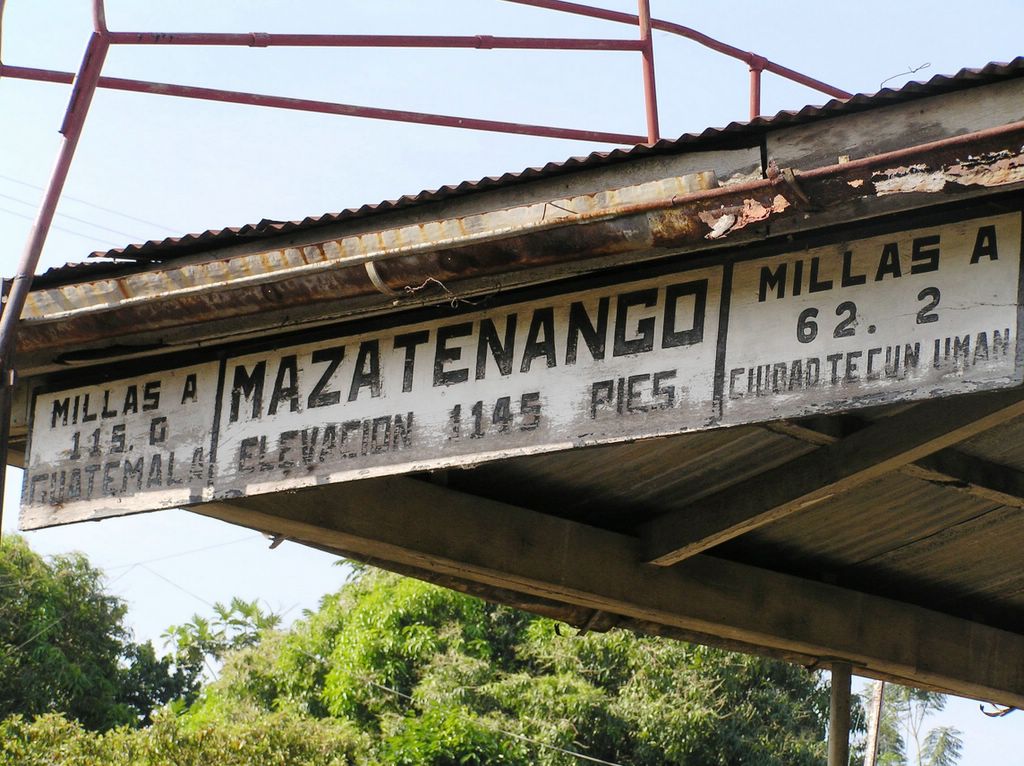 MILLAS A
115. 0
GUATEMALA
MAZATENANGO
ELEVACION 1145 PIES
MILLAS A
62. 2
CIUDAD TECUN UMAN